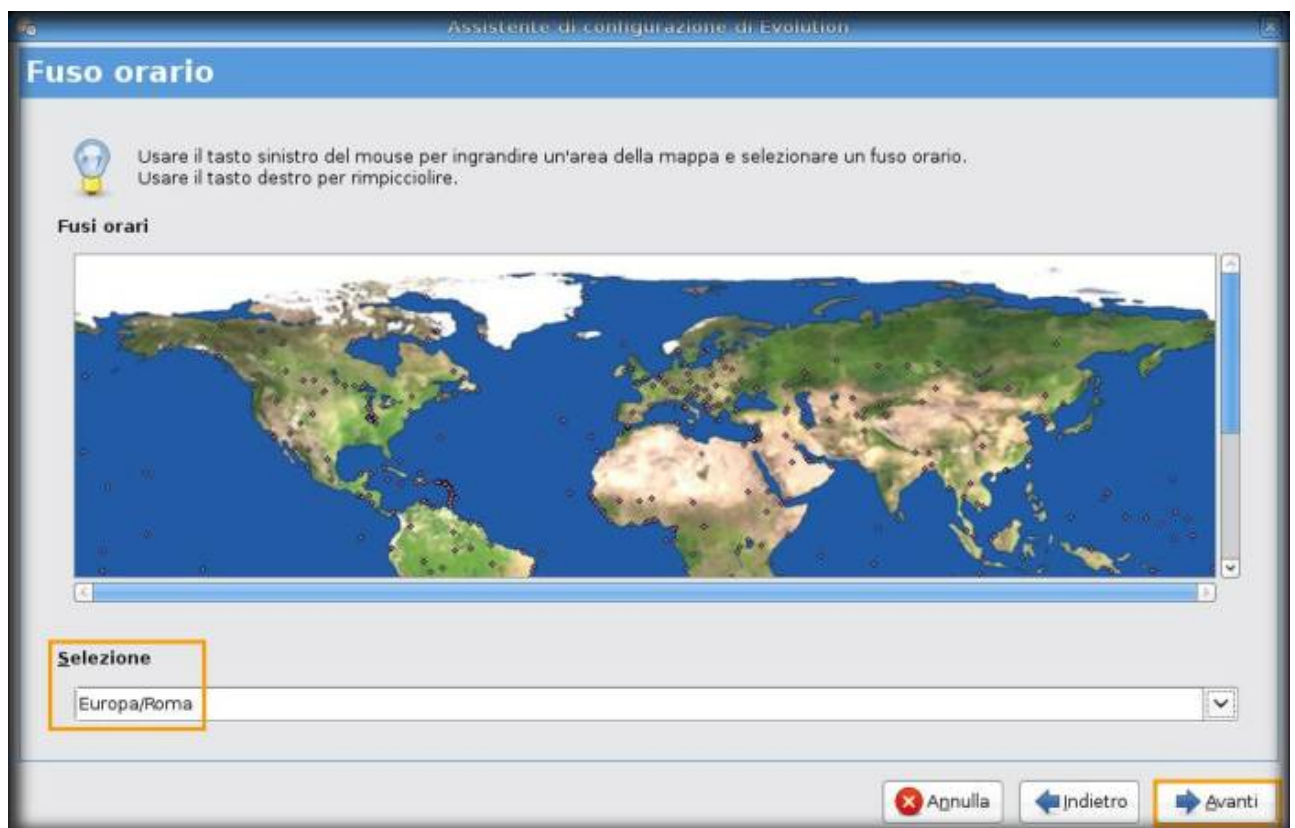 Assistente di configurazione di Evolution
Fuso orario
Usare il tasto sinistro del mouse per ingrandire un'area della mappa e selezionare un fuso orario.
Usare il tasto destro per rimpicciolire.
Fusi orari
Selezione
Europa/Roma
Annulla
Indietro
Avanti